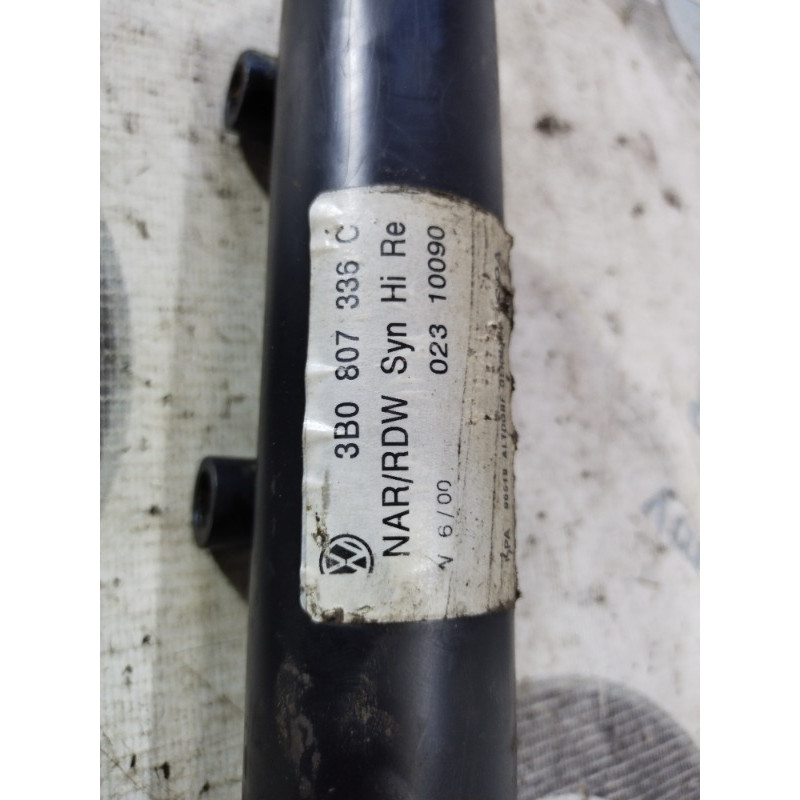 3B0 807 336 C
NAR/RDW Syn Hi Re
6/00 023 10090